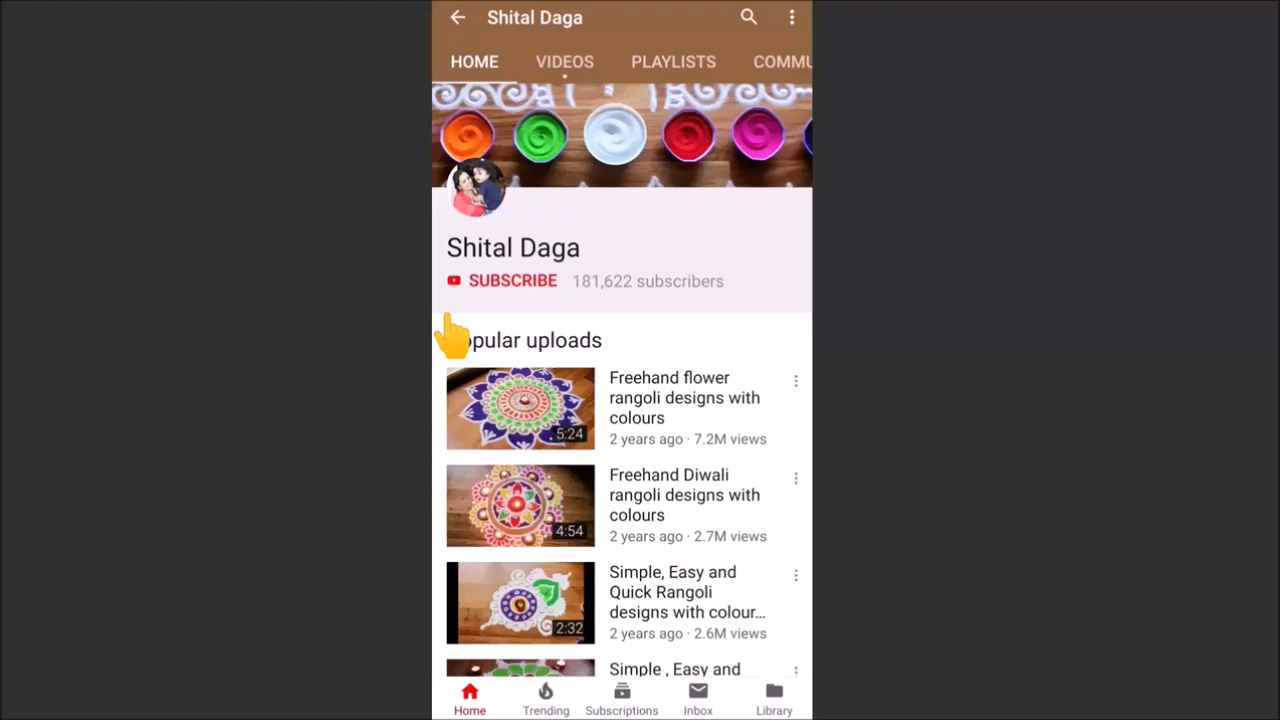 Shital Daga
HOME VIDEOS PLAYLISTS COMMU
Shital Daga
SUBSCRIBE 181,622 subscribers
opular uploads
Freehand flower
rangoli designs with
colours
2 years ago · 7.2M views
5:24
Freehand Diwali
rangoli designs with
colours
2 years ago · 2.7M views
4:54
Simple, Easy and
Quick Rangoli
designs with colour...
2 years ago · 2.6M views
2:32
Simple , Easy and
Home Trending Subscriptions Inbox Library